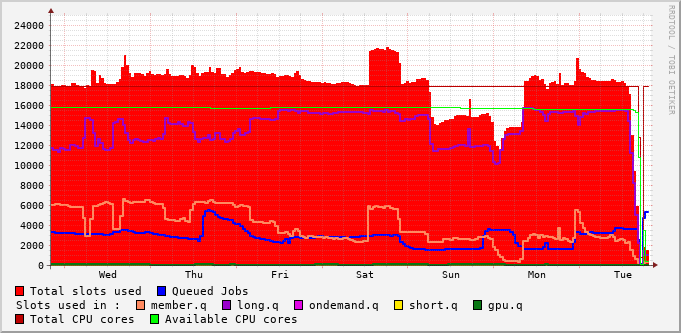 24000
22000
20000
18000
16000
14000
12000
10000
8000
6000
4000
2000
0
Wed Thu Fri Sat Sun Mon Tue
RRDTOOL / TOBI OETIKER
Total slots used Queued Jobs
Slots used in : member.q long.q ondemand.q short.q gpu.q
Total CPU cores Available CPU cores